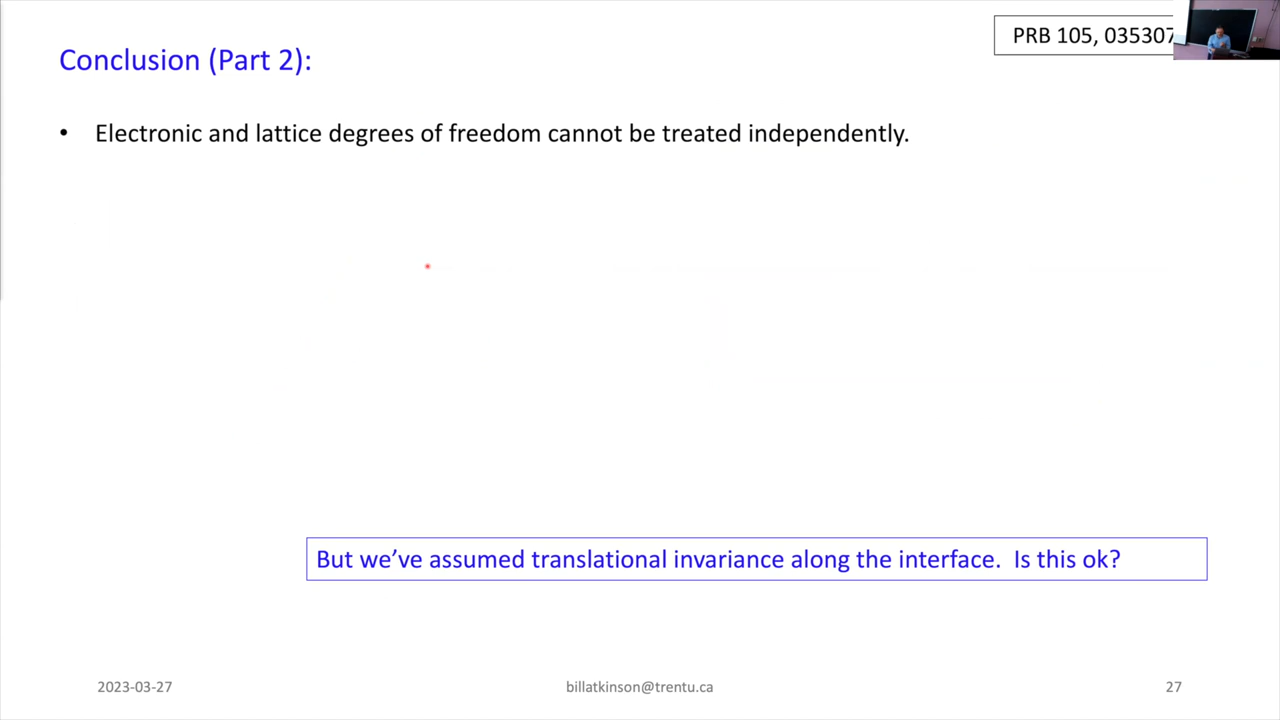 PRB 105, 035307
Conclusion (Part 2):
• Electronic and lattice degrees of freedom cannot be treated independently.
But we’ve assumed translational invariance along the interface. Is this ok?
2023-03-27
billatkinson@trentu.ca
27